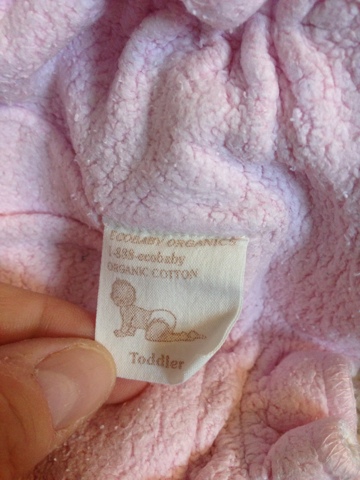 ECOBABY ORGANICS
1-888-ecobaby
ORGANIC COTTON
Toddler